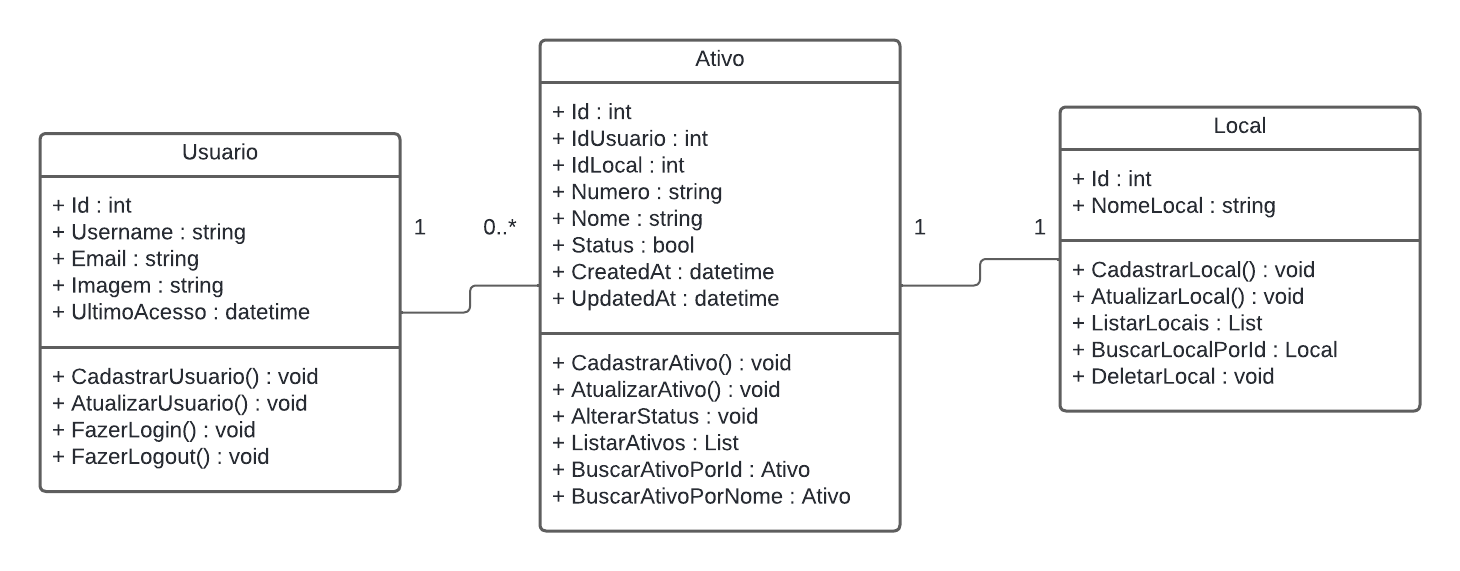 Usuario
+ Id : int
+ Username : string
+ Email : string
+ Imagem : string
+ UltimoAcesso : datetime
+ CadastrarUsuario() : void
+ AtualizarUsuario() : void
+ FazerLogin() : void
+ FazerLogout() : void
1
0..*
Ativo
+ Id : int
+ IdUsuario : int
+ IdLocal : int
+ Numero : string
+ Nome : string
+ Status : bool
+ CreatedAt : datetime
+ UpdatedAt : datetime
+ CadastrarAtivo() : void
+ AtualizarAtivo() : void
+ AlterarStatus : void
+ ListarAtivos : List
+ BuscarAtivoPorId : Ativo
+ BuscarAtivoPorNome : Ativo
1
1
Local
+ Id : int
+ NomeLocal : string
+ CadastrarLocal() : void
+ AtualizarLocal() : void
+ ListarLocais : List
+ BuscarLocalPorId : Local
+ DeletarLocal : void